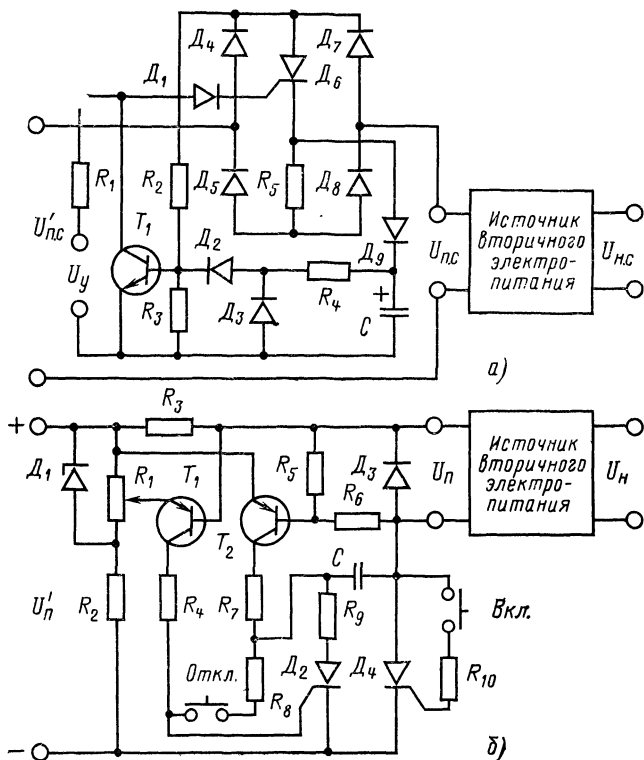 Д₄
Д₇
Д₁
Д₆
R₁
R₂
Д₅
R₅
Д₈
U'п.с
T₁
Д₂
Д₉
Uп.с
Источник
вторичного
электро-
питания
Uн.с
Uу
R₃
Д₃
R₄
+
C
а)
+
R₃
Д₁
R₁
T₁
R₅
Д₃
Uп
Источник
вторичного
электро-
питания
Uн
T₂
R₆
U'п
R₂
R₄
R₇
C
R₉
Вкл.
Откл.
R₈
Д₂
Д₄
R₁₀
–
б)